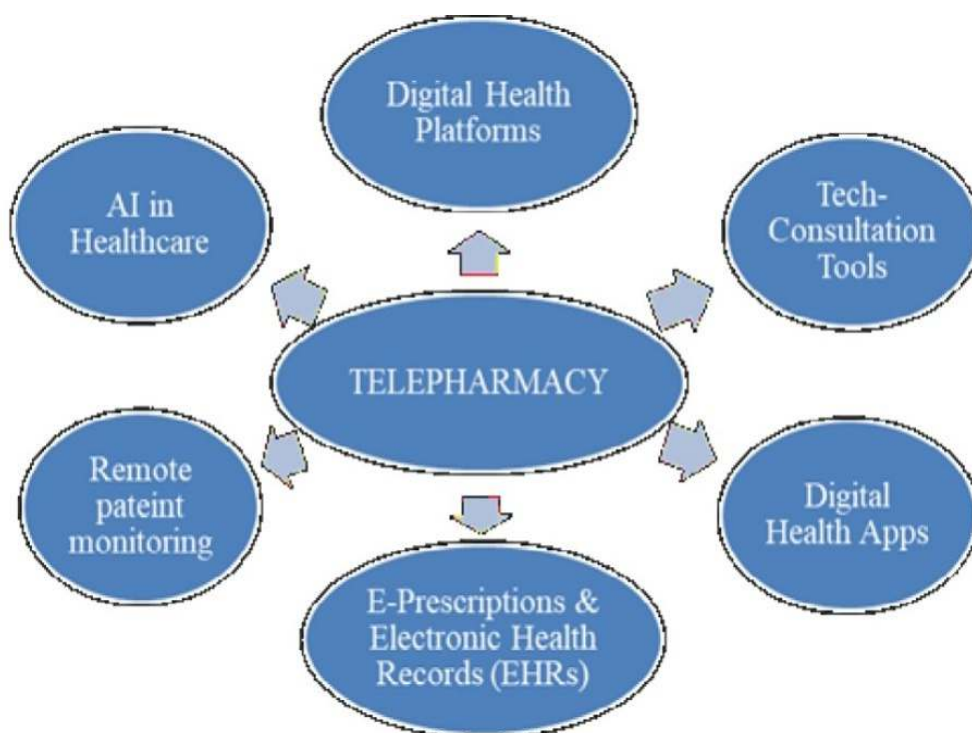 Digital Health
Platforms
AI in
Healthcare
Tech-
Consultation
Tools
TELEPHARMACY
Remote
pateint
monitoring
Digital
Health Apps
E-Prescriptions &
Electronic Health
Records (EHRs)